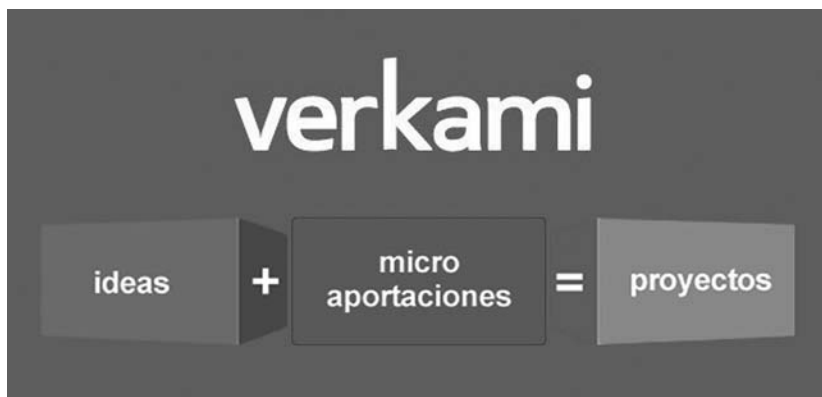 verkami
ideas + micro
aportaciones = proyectos